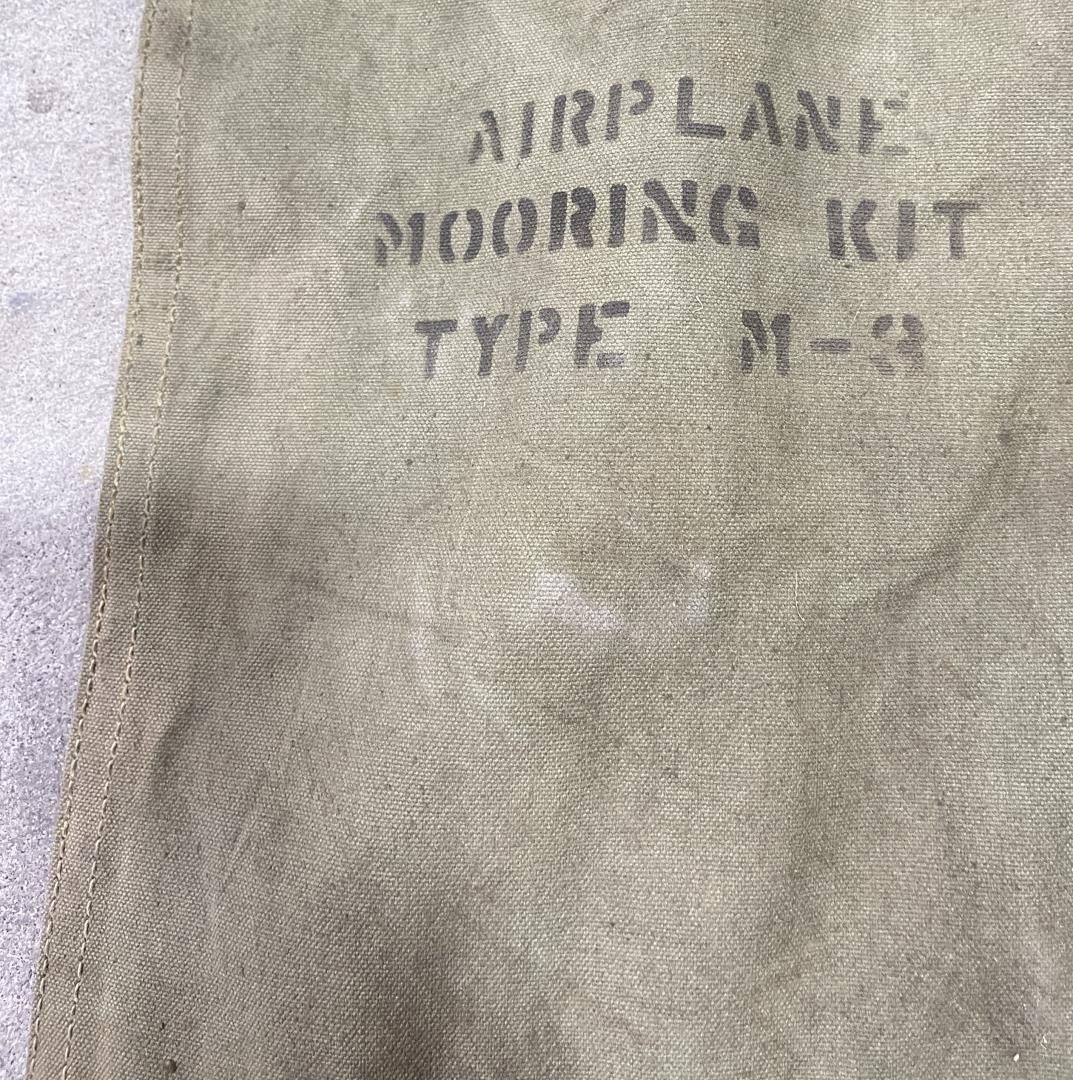 AIRPLANE
MOORING KIT
TYPE M-3